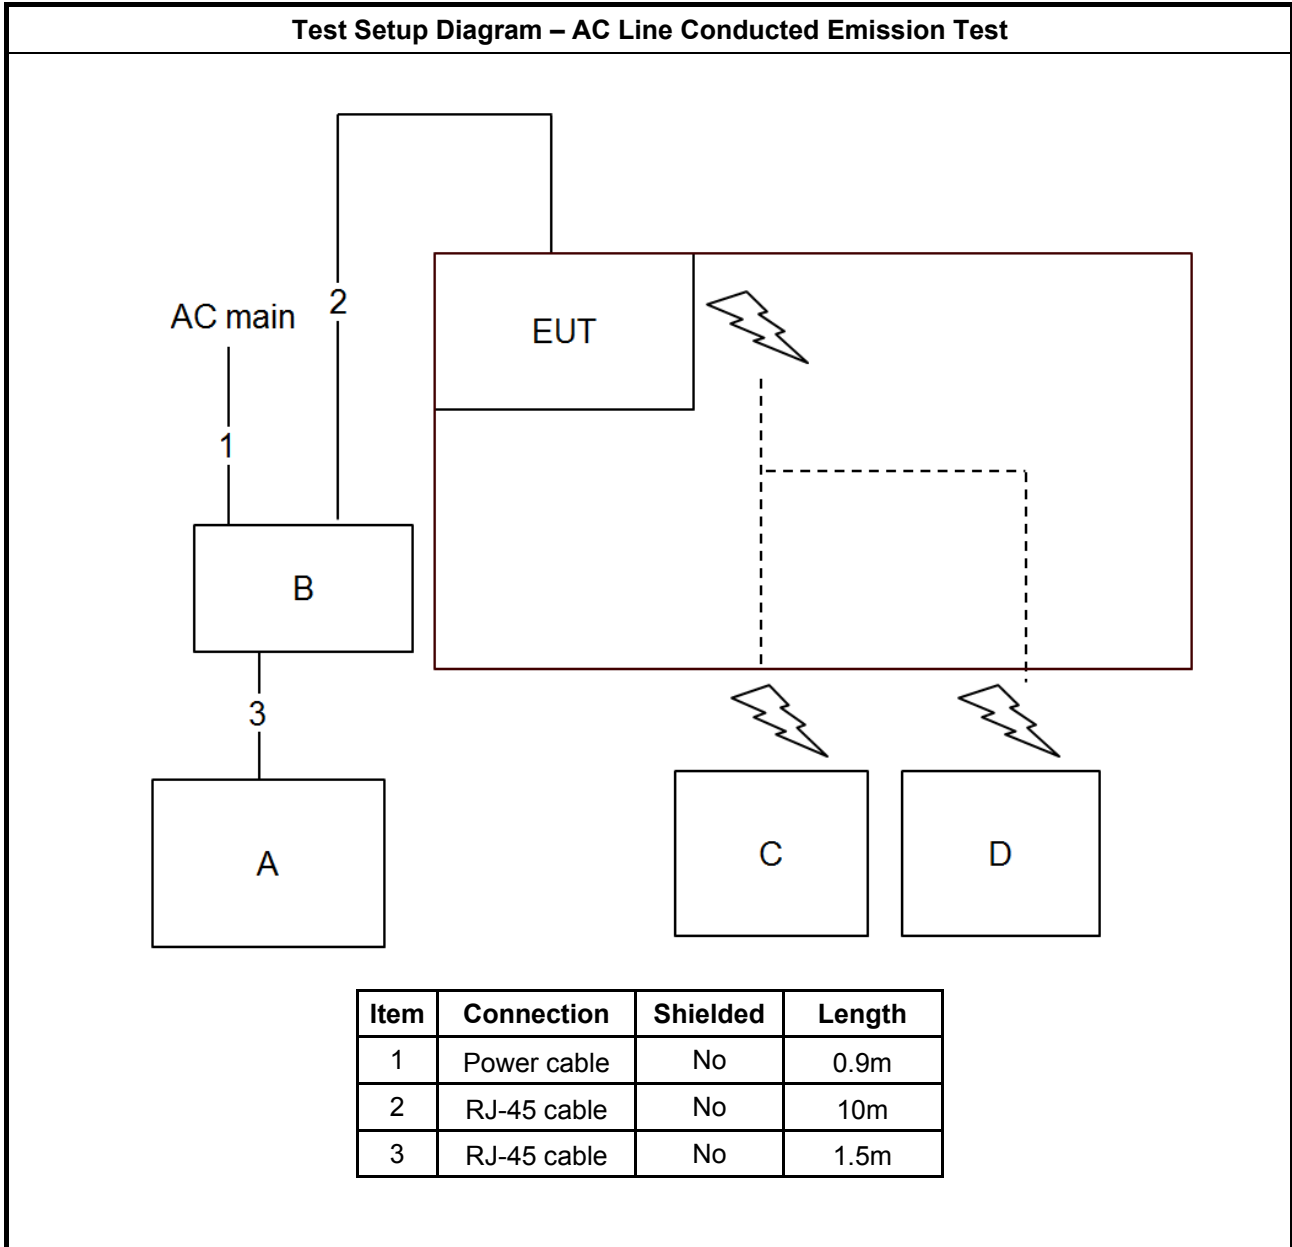 Test Setup Diagram – AC Line Conducted Emission Test
AC main
2
EUT
1
B
3
A
C
D
Item Connection Shielded Length
1 Power cable No 0.9m
2 RJ-45 cable No 10m
3 RJ-45 cable No 1.5m